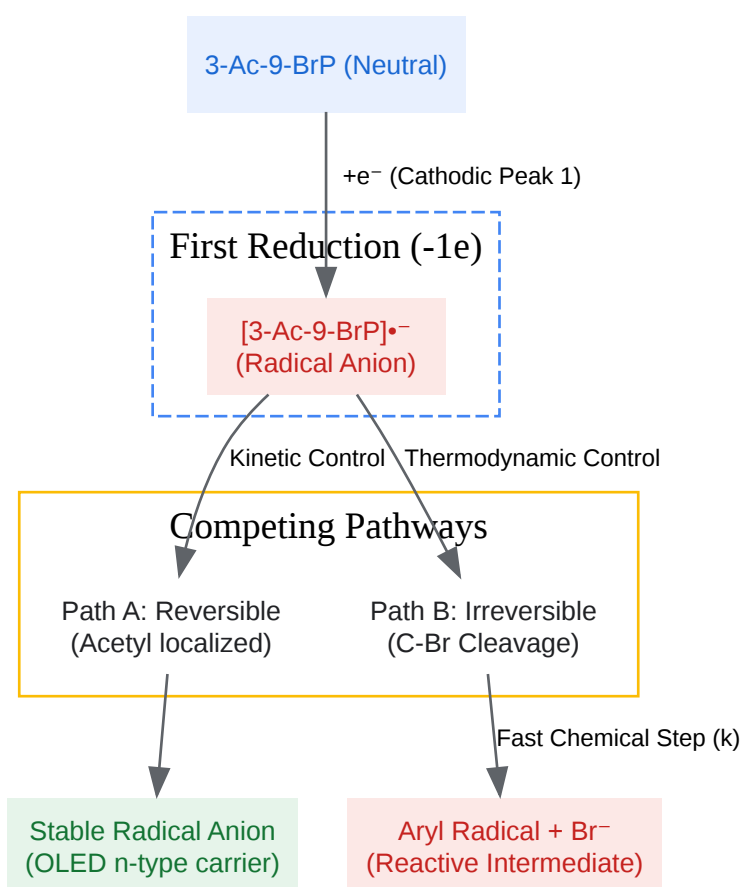 3-Ac-9-BrP (Neutral)
+e⁻ (Cathodic Peak 1)
First Reduction (-1e)
[3-Ac-9-BrP]•⁻
(Radical Anion)
Kinetic Control
Thermodynamic Control
Competing Pathways
Path A: Reversible
(Acetyl localized)
Path B: Irreversible
(C-Br Cleavage)
Fast Chemical Step (k)
Stable Radical Anion
(OLED n-type carrier)
Aryl Radical + Br⁻
(Reactive Intermediate)